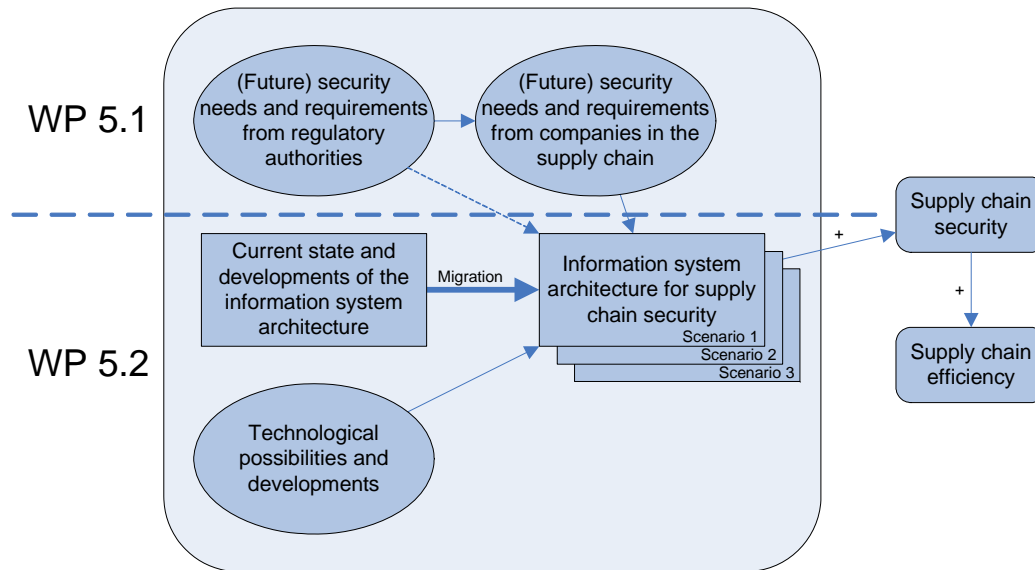 WP 5.1
(Future) security
needs and requirements
from regulatory
authorities
(Future) security
needs and requirements
from companies in the
supply chain
Supply chain
security
+
+
Supply chain
efficiency
WP 5.2
Current state and
developments of the
information system
architecture
Migration
Information system
architecture for supply
chain security
Scenario 1
Scenario 2
Scenario 3
Technological
possibilities and
developments